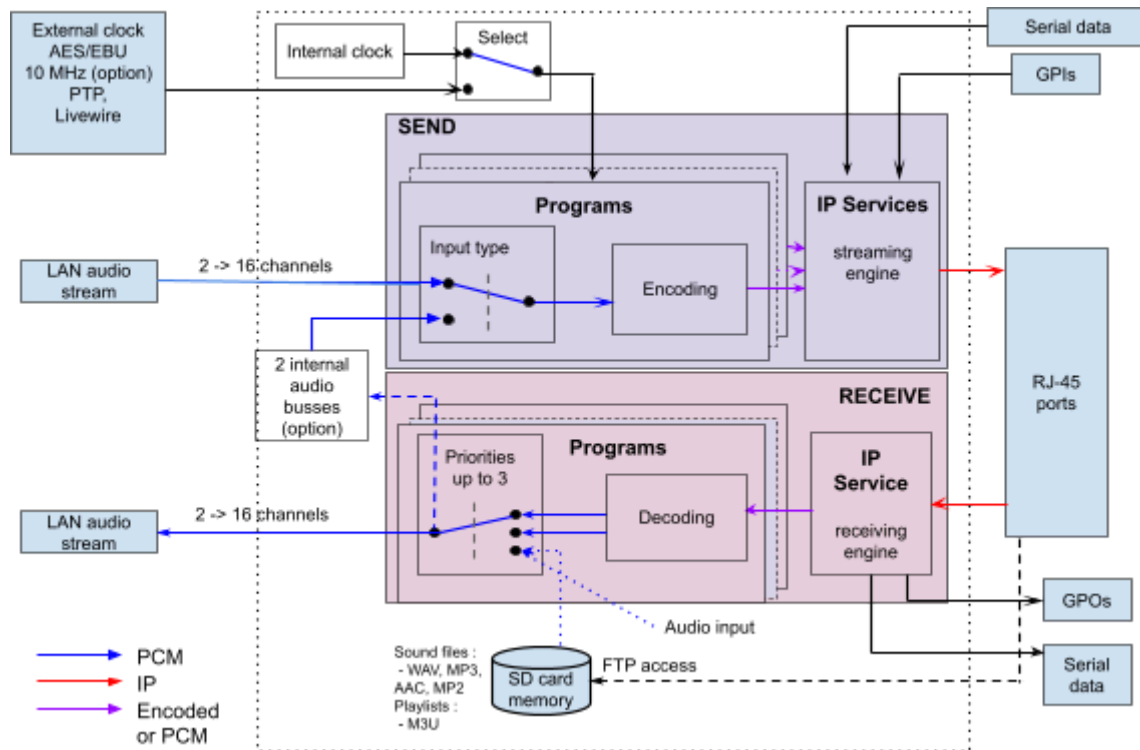 External clock
AES/EBU
10 MHz (option)
PTP,
Livewire
Internal clock
Select
Serial data
GPIs
SEND
Programs
IP Services
Input type
streaming
engine
Encoding
LAN audio
stream
2 -> 16 channels
2 internal
audio
busses
(option)
RJ-45
ports
RECEIVE
Programs
IP
Service
Priorities
up to 3
Decoding
receiving
engine
LAN audio
stream
2 -> 16 channels
GPOs
Audio input
Serial
data
Sound files :
- WAV, MP3,
AAC, MP2
Playlists :
- M3U
SD card
memory
FTP access
PCM
IP
Encoded
or PCM